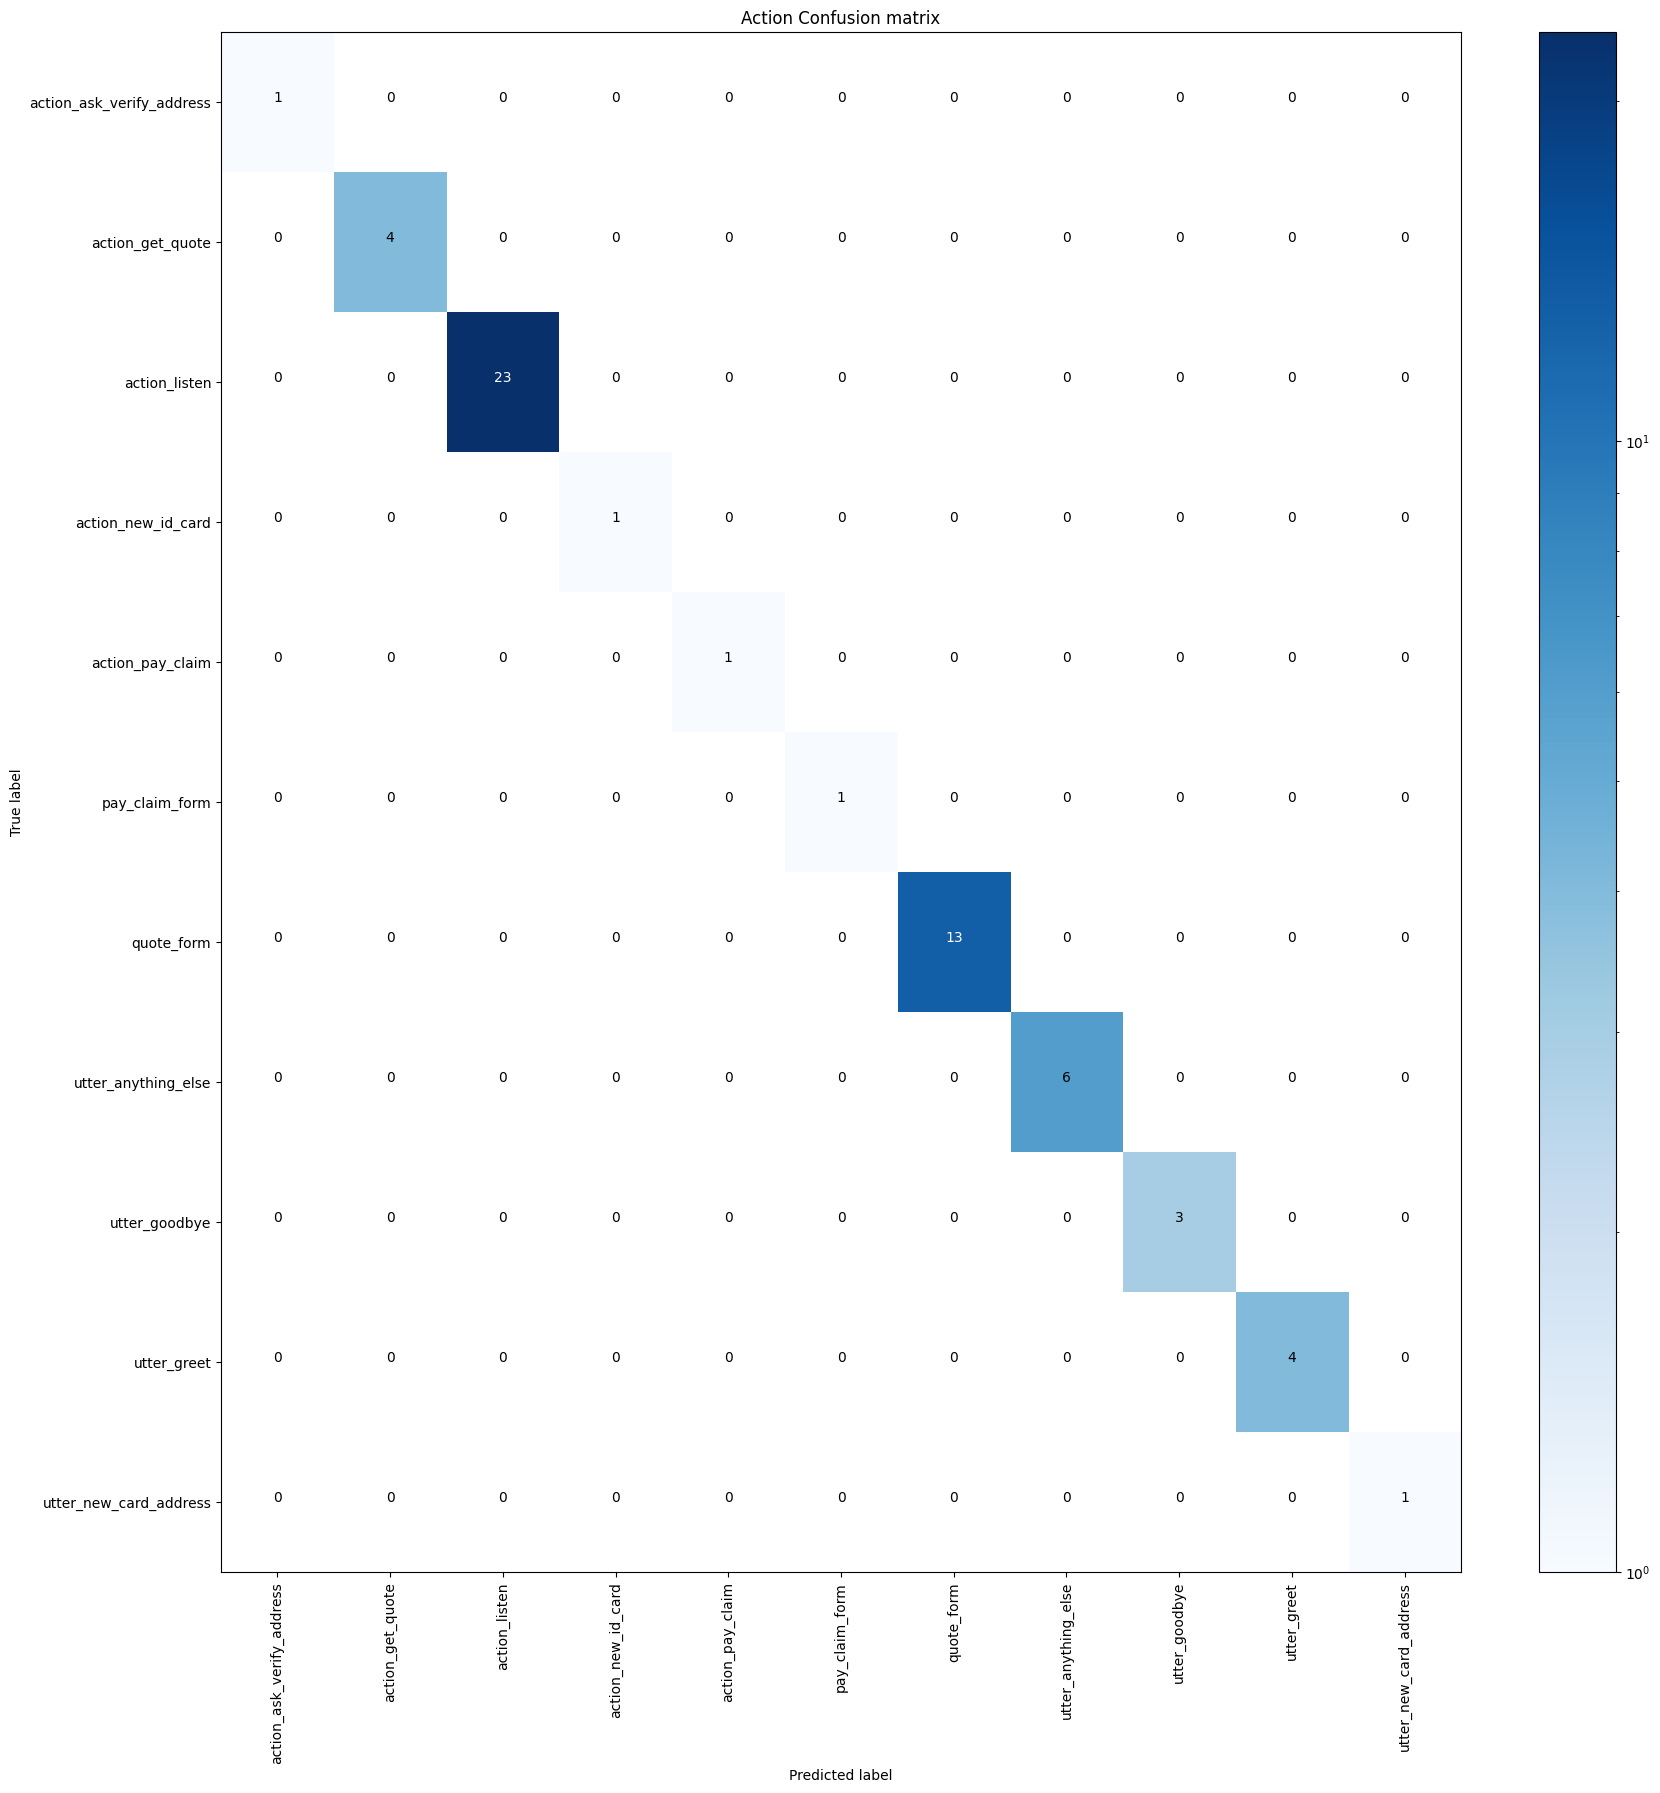 Action Confusion matrix
action_ask_verify_address 1 0 0 0 0 0 0 0 0 0 0
action_get_quote 0 4 0 0 0 0 0 0 0 0 0
action_listen 0 0 23 0 0 0 0 0 0 0 0
10¹
action_new_id_card 0 0 0 1 0 0 0 0 0 0 0
action_pay_claim 0 0 0 0 1 0 0 0 0 0 0
True label
pay_claim_form 0 0 0 0 0 1 0 0 0 0 0
quote_form 0 0 0 0 0 0 13 0 0 0 0
utter_anything_else 0 0 0 0 0 0 0 6 0 0 0
utter_goodbye 0 0 0 0 0 0 0 0 3 0 0
utter_greet 0 0 0 0 0 0 0 0 0 4 0
utter_new_card_address 0 0 0 0 0 0 0 0 0 0 1
10⁰
action_ask_verify_address
action_get_quote
action_listen
action_new_id_card
action_pay_claim
pay_claim_form
quote_form
utter_anything_else
utter_goodbye
utter_greet
utter_new_card_address
Predicted label